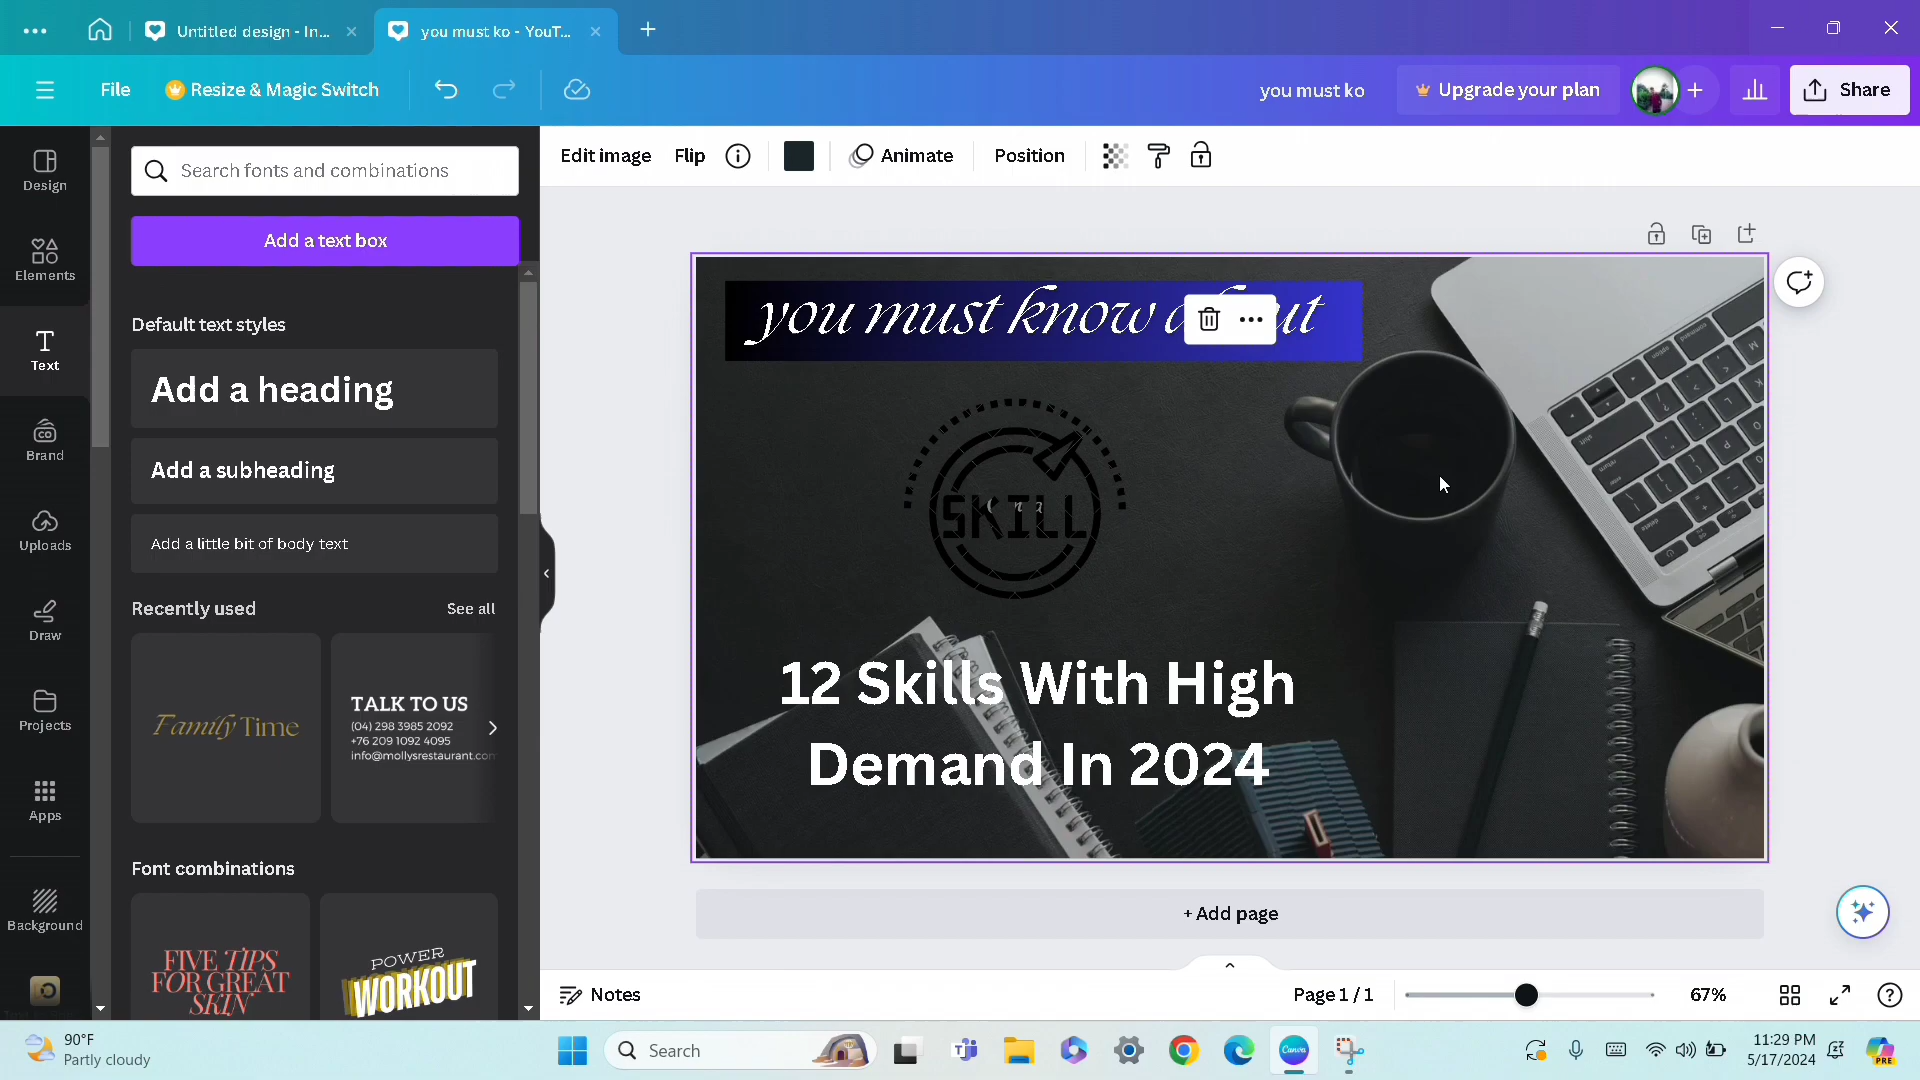 Untitled design - In...
you must ko - YouT...
File
Resize & Magic Switch
you must ko
Upgrade your plan
Share
Design
Elements
Text
Brand
Uploads
Draw
Projects
Apps
Background
Search fonts and combinations
Add a text box
Default text styles
Add a heading
Add a subheading
Add a little bit of body text
Recently used
See all
Family Time
TALK TO US
(04) 298 3985 2092
+76 209 1092 4095
info@mollysrestaurant.com
Font combinations
FIVE TIPS
FOR GREAT
SKIN
POWER
WORKOUT
Edit image
Flip
Animate
Position
you must know
SKILL
12 Skills With High
Demand In 2024
+ Add page
Notes
Page 1 / 1
67%
90°F
Partly cloudy
Search
Canva
11:29 PM
5/17/2024
PRE